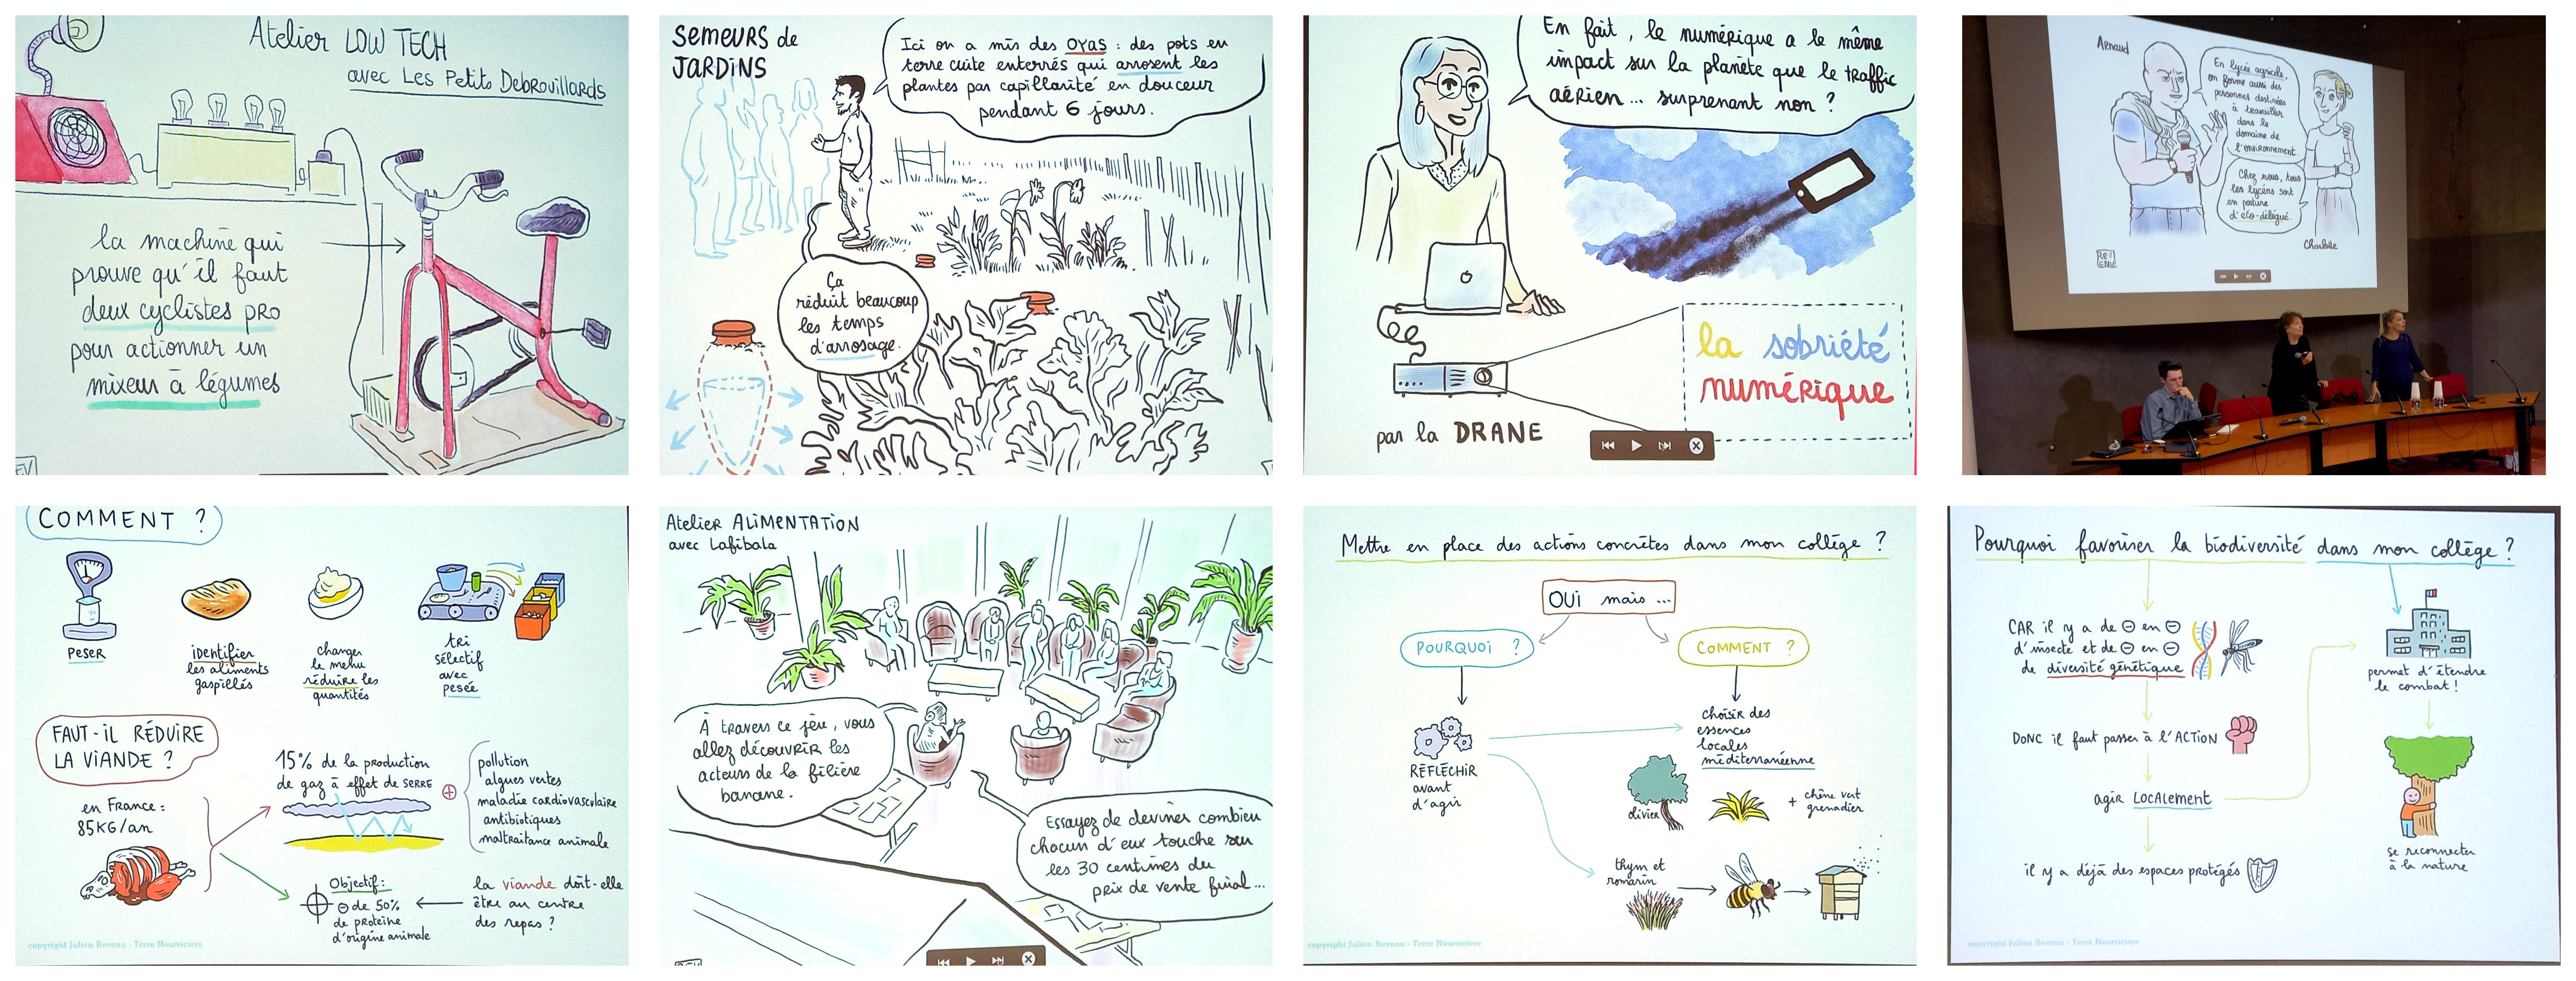 Atelier LOW TECH
avec Les Petits Debrouillards
la machine qui
prouve qu'il faut
deux cyclistes pro
pour actionner un
mixeur à légumes
EV
SEMEURS de
JARDINS
Ici on a mis des OYAS : des pots en
terre cuite enterrés qui arrosent les
plantes par capillarité en douceur
pendant 6 jours.
Ça
réduit beaucoup
les temps
d'arrosage.
En fait, le numérique a le même
impact sur la planète que le traffic
aérien... surprenant non ?
la sobriété
numérique
par la DRANE
Arnaud
En lycée agricole,
on forme aussi des
personnes destinées
à travailler
dans le
domaine de
l'environnement
Chez nous, tous
les lycéens sont
en posture
d'éco-délégué.
Charlotte
REVENU
COMMENT ?
PESER
identifier
les aliments
gaspillés
changer
le menu
réduire les
quantités
tri
sélectif
avec
pesée
FAUT-IL RÉDUIRE
LA VIANDE ?
en France :
85KG/an
15% de la production
de gaz à effet de SERRE
+
pollution
algues vertes
maladie cardiovasculaire
antibiotiques
maltraitance animale
Objectif :
- de 50%
de protéine
d'origine animale
la viande doit-elle
être au centre
des repas ?
copyright Julien Revenu - Terre Nourricière
Atelier ALIMENTATION
avec Lafibala
À travers ce jeu, vous
allez découvrir les
acteurs de la filière
banane.
Essayez de deviner combien
chacun d'eux touche sur
les 30 centimes du
prix de vente final...
Mettre en place des actions concrètes dans mon collège ?
OUI mais ...
POURQUOI ?
COMMENT ?
RÉFLÉCHIR
avant
d'agir
choisir des
essences
locales
méditerranéenne
olivier
+ chêne vert
grenadier
thym et
romarin
copyright Julien Revenu - Terre Nourricière
Pourquoi favoriser la biodiversité dans mon collège ?
CAR il y a de - en -
d'insecte et de - en -
de diversité génétique
DONC il faut passer à l'ACTION
agir LOCALEMENT
il y a déjà des espaces protégés
permet d'étendre
le combat !
se reconnecter
à la nature
copyright Julien Revenu - Terre Nourricière